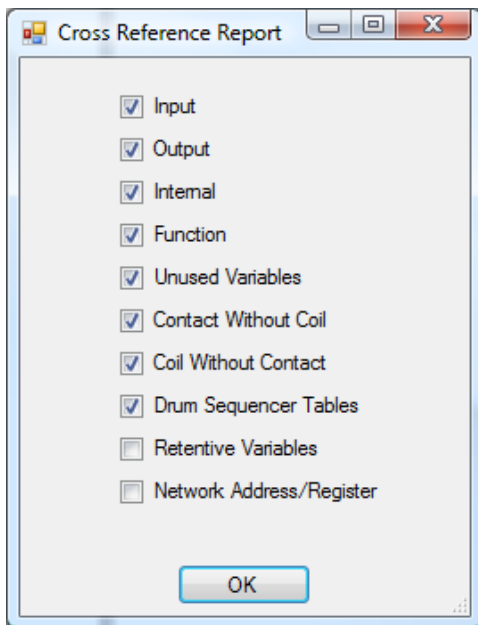 Cross Reference Report
Input
Output
Internal
Function
Unused Variables
Contact Without Coil
Coil Without Contact
Drum Sequencer Tables
Retentive Variables
Network Address/Register
OK